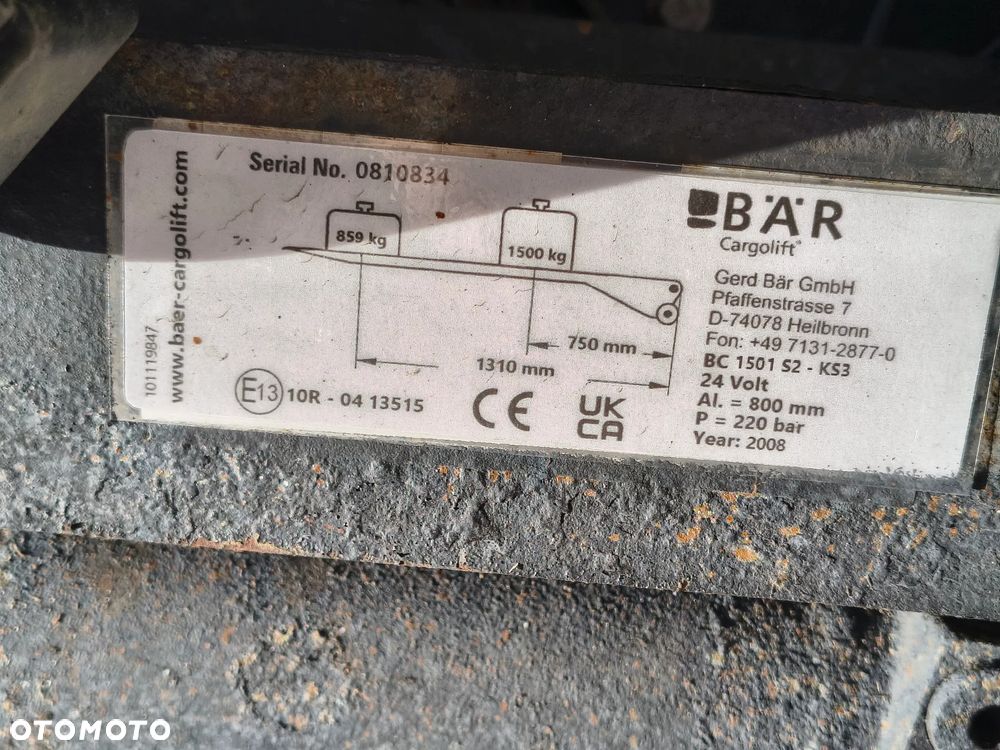 www.baer-cargolift.com
101119847
Serial No. 0810834
859 kg
1500 kg
750 mm
1310 mm
E13 10R - 04 13515
CE
UK
CA
BÄR
Cargolift®
Gerd Bär GmbH
Pfaffenstrasse 7
D-74078 Heilbronn
Fon: +49 7131-2877-0
BC 1501 S2 - KS3
24 Volt
Al. = 800 mm
P = 220 bar
Year: 2008
OTOMOTO